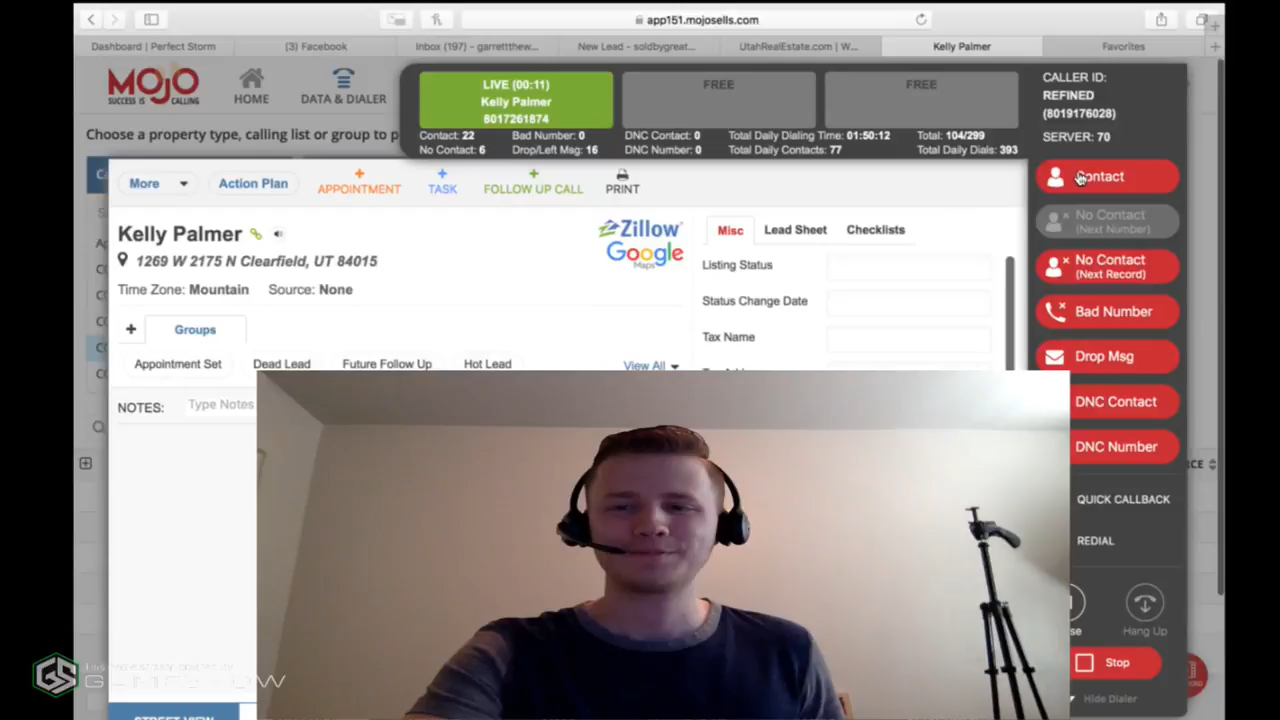 app151.mojosells.com
Dashboard | Perfect Storm
(3) Facebook
Inbox (197) - garrettthew...
New Lead - soldbygreat...
UtahRealEstate.com | W...
Kelly Palmer
Favorites
MOJO
SUCCESS IS CALLING
HOME
DATA & DIALER
LIVE (00:11)
Kelly Palmer
8017261874
FREE
FREE
Contact: 22
Bad Number: 0
DNC Contact: 0
Total Daily Dialing Time: 01:50:12
Total: 104/299
No Contact: 6
Drop/Left Msg: 16
DNC Number: 0
Total Daily Contacts: 77
Total Daily Dials: 393
CALLER ID:
REFINED
(8019176028)
SERVER: 70
Choose a property type, calling list or group to p
More
Action Plan
APPOINTMENT
TASK
FOLLOW UP CALL
PRINT
Contact
No Contact
(Next Number)
No Contact
(Next Record)
Bad Number
Drop Msg
DNC Contact
DNC Number
QUICK CALLBACK
REDIAL
Hang Up
Stop
Hide Dialer
Kelly Palmer
1269 W 2175 N Clearfield, UT 84015
Time Zone: Mountain
Source: None
Zillow
Google
Maps
Misc
Lead Sheet
Checklists
Listing Status
Status Change Date
Tax Name
Groups
Appointment Set
Dead Lead
Future Follow Up
Hot Lead
View All
NOTES:
Type Notes
STREET VIEW